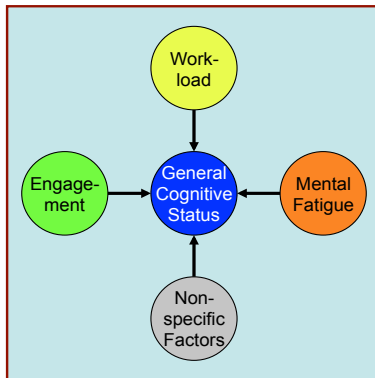 Work-
load
Engage-
ment
General
Cognitive
Status
Mental
Fatigue
Non-
specific
Factors